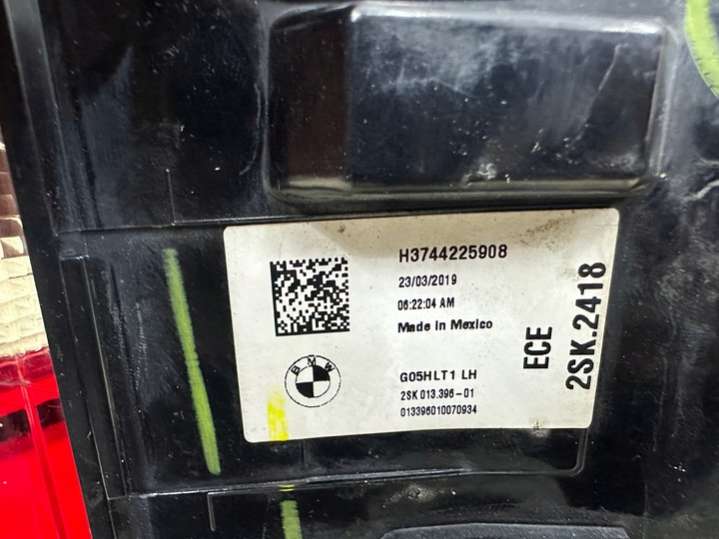 H3744225908
23/03/2019
06:22:04 AM
Made in Mexico
BMW
G05HLT1 LH
2SK 013.396-01
013396010070934
ECE
2SK.2418